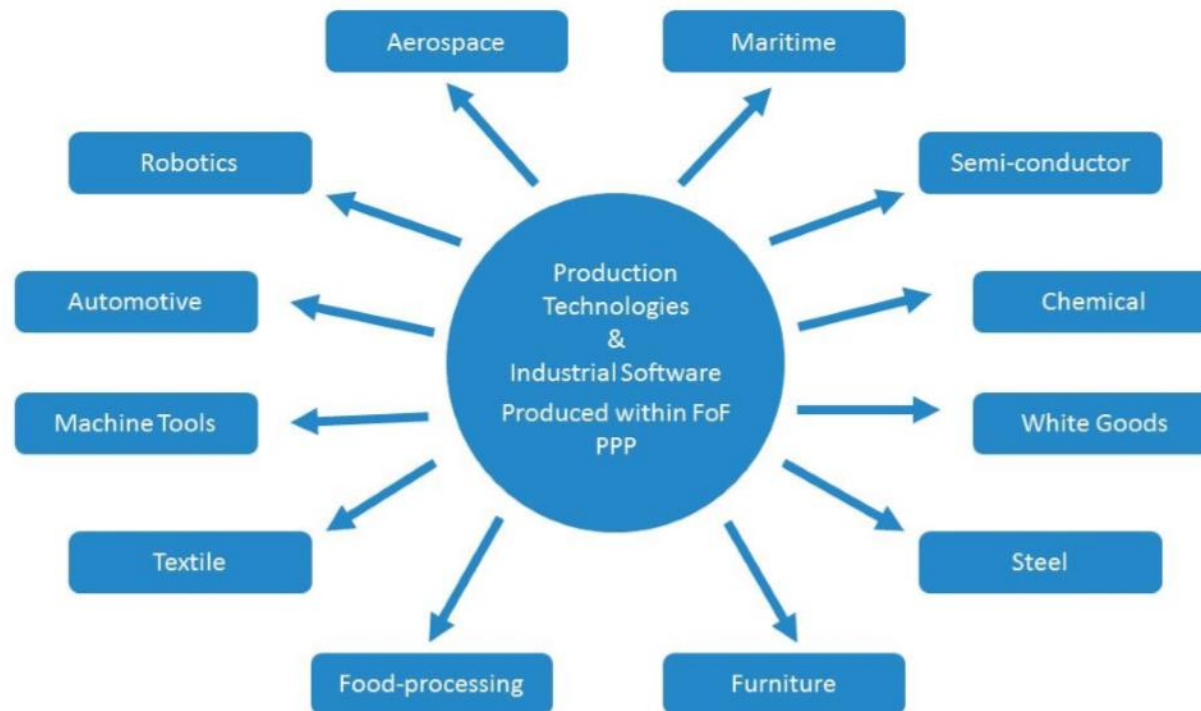 Aerospace
Maritime
Robotics
Semi-conductor
Production
Technologies
&
Industrial Software
Produced within FoF
PPP
Automotive
Chemical
Machine Tools
White Goods
Textile
Steel
Food-processing
Furniture